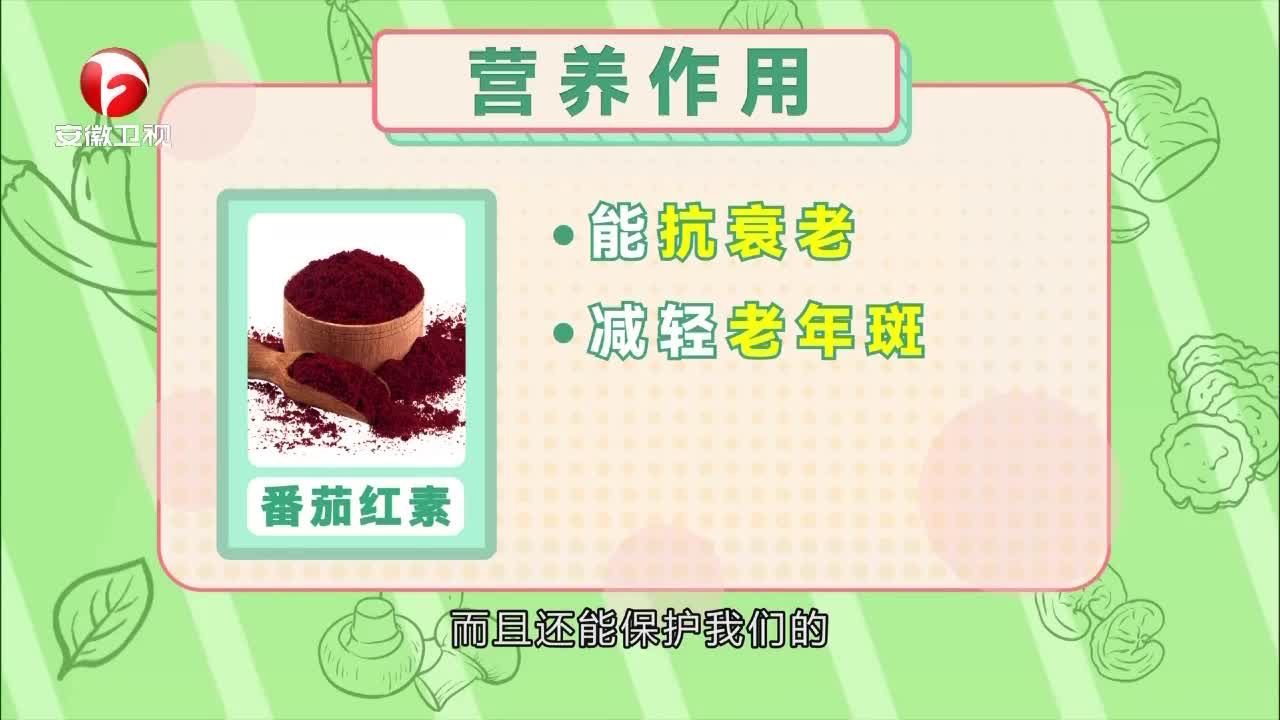 营养作用
安徽卫视
能抗衰老
减轻老年斑
番茄红素
而且还能保护我们的